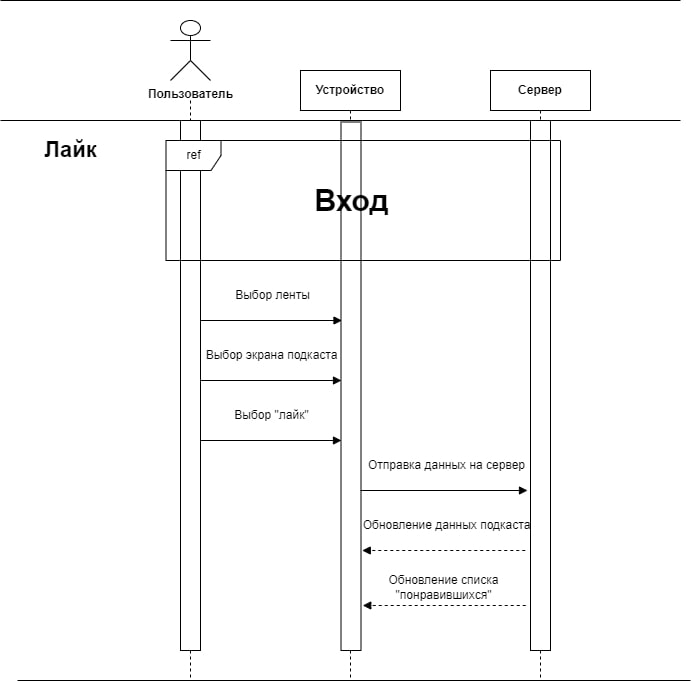 Пользователь
Устройство
Сервер
Лайк
ref
Вход
Выбор ленты
Выбор экрана подкаста
Выбор "лайк"
Отправка данных на сервер
Обновление данных подкаста
Обновление списка
"понравившихся"